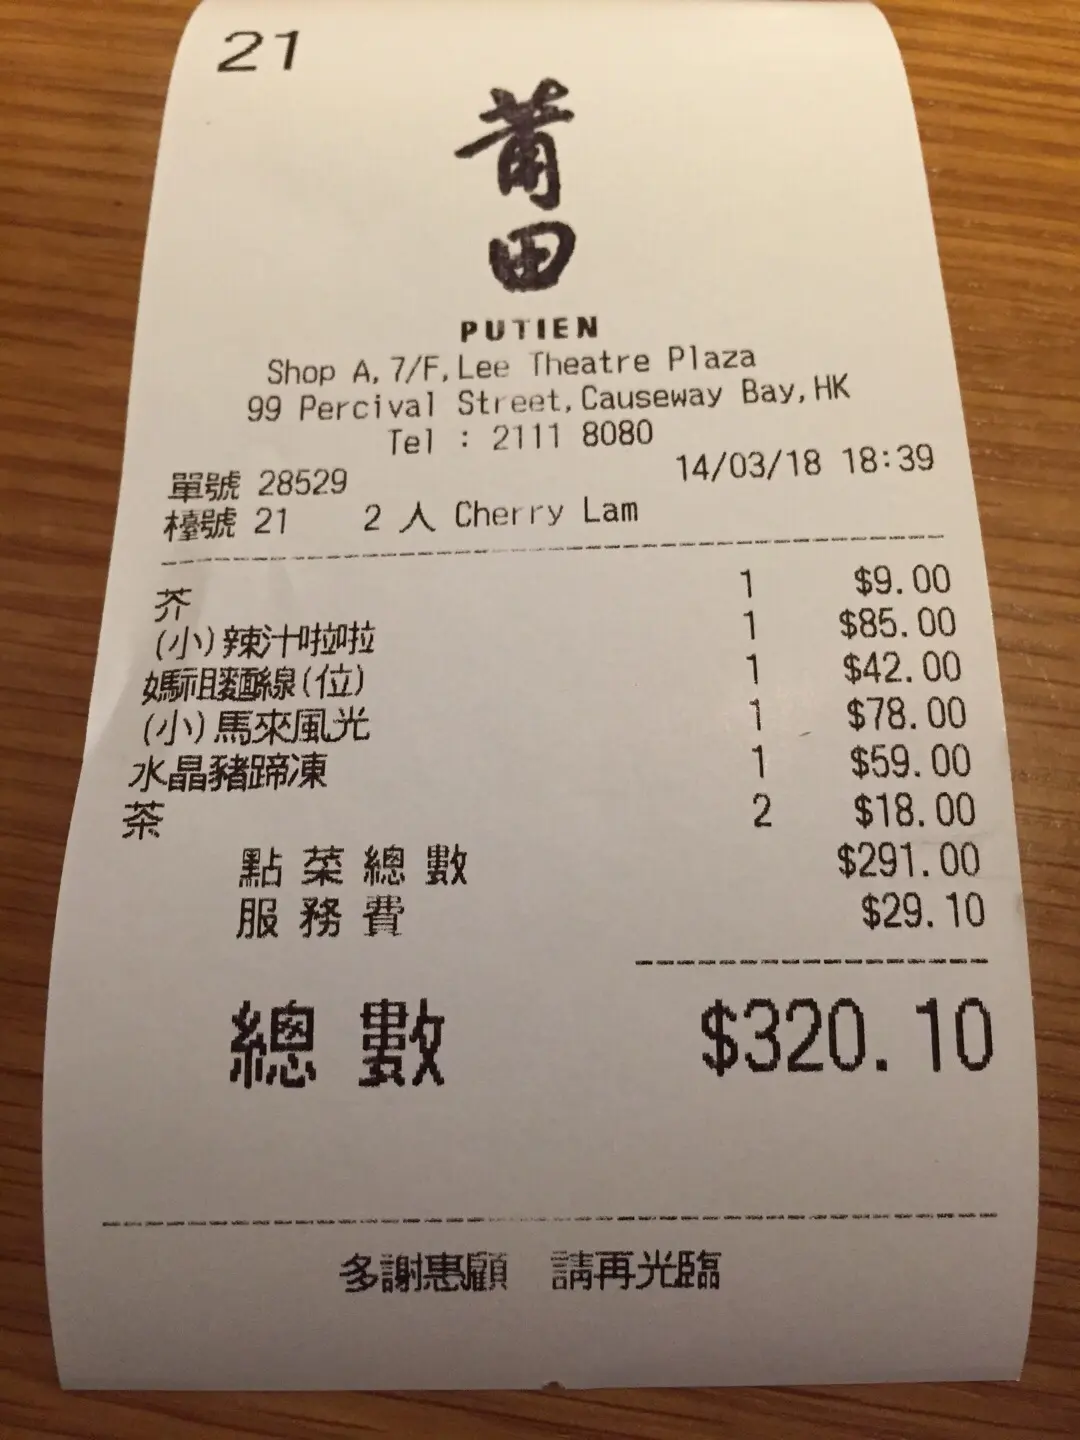 21
莆田
PUTIEN
Shop A, 7/F, Lee Theatre Plaza
99 Percival Street, Causeway Bay, HK
Tel : 2111 8080
單號 28529 14/03/18 18:39
檯號 21 2 人 Cherry Lam
芥 1 $9.00
(小)辣汁啦啦 1 $85.00
媽祖麵線(位) 1 $42.00
(小)馬來風光 1 $78.00
水晶豬蹄凍 1 $59.00
茶 2 $18.00
點菜總數 $291.00
服務費 $29.10
總數 $320.10
多謝惠顧 請再光臨